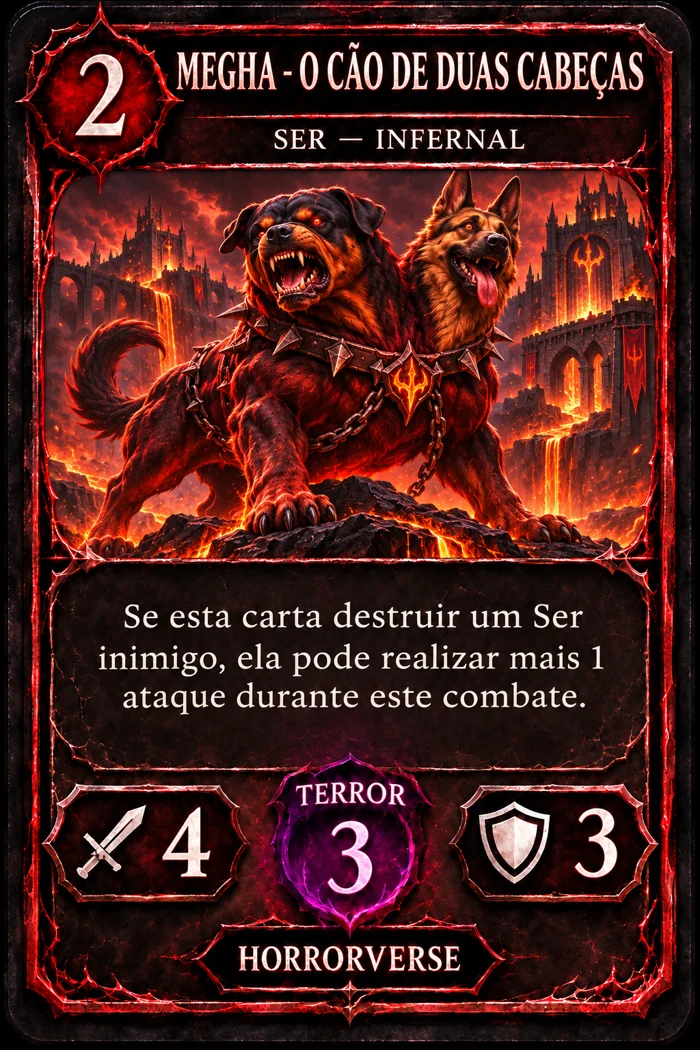 2
MEGHA - O CÃO DE DUAS CABEÇAS
SER — INFERNAL
Se esta carta destruir um Ser
inimigo, ela pode realizar mais 1
ataque durante este combate.
4
TERROR
3
3
HORRORVERSE